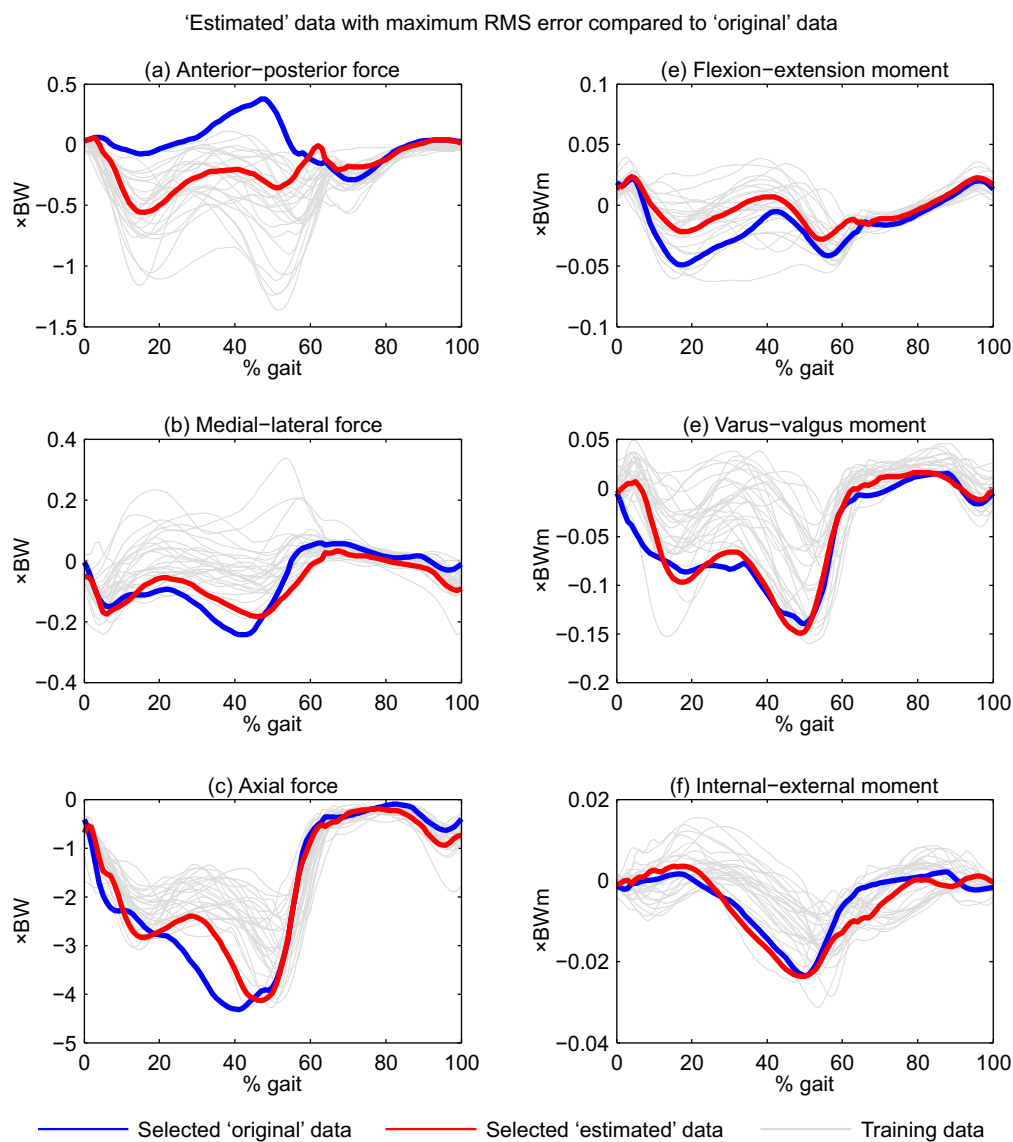 ‘Estimated’ data with maximum RMS error compared to ‘original’ data
(a) Anterior−posterior force
0.5
0
−0.5
−1
−1.5
×BW
0 20 40 60 80 100
% gait
(e) Flexion−extension moment
0.1
0.05
0
−0.05
−0.1
×BWm
0 20 40 60 80 100
% gait
(b) Medial−lateral force
0.4
0.2
0
−0.2
−0.4
×BW
0 20 40 60 80 100
% gait
(e) Varus−valgus moment
0.05
0
−0.05
−0.1
−0.15
−0.2
×BWm
0 20 40 60 80 100
% gait
(c) Axial force
0
−1
−2
−3
−4
−5
×BW
0 20 40 60 80 100
% gait
(f) Internal−external moment
0.02
0
−0.02
−0.04
×BWm
0 20 40 60 80 100
% gait
Selected ‘original’ data Selected ‘estimated’ data Training data